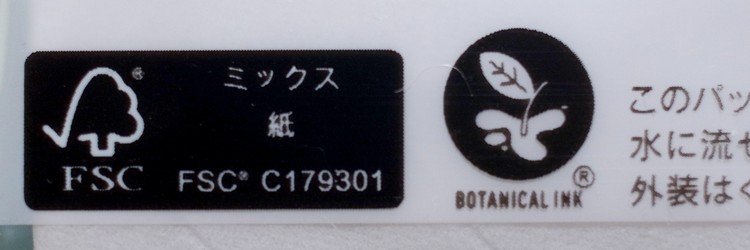 ミックス
紙
FSC
FSC® C179301
BOTANICAL INK
®
このパッ
水に流せ
外装はく